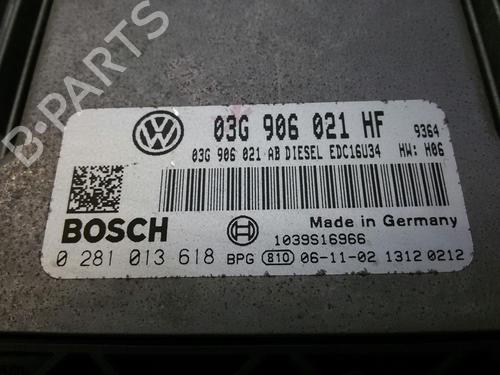 B-PARTS
03G 906 021 HF 9364
03G 906 021 AB DIESEL EDC16U34 HW: H06
BOSCH
Made in Germany
1039S16966
0 281 013 618 BPG 810 06-11-02 1312 0212